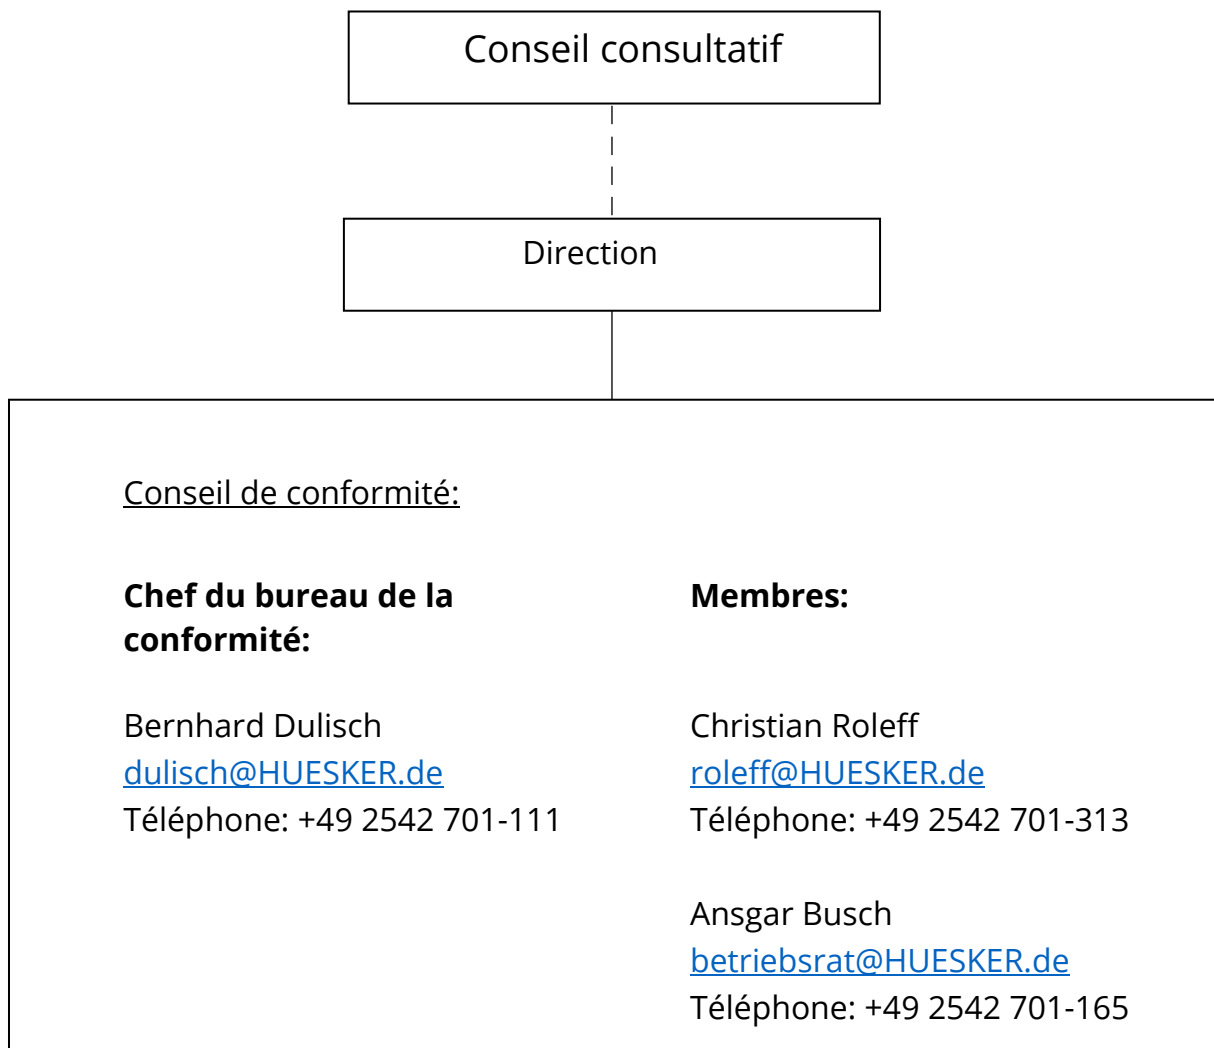 Conseil consultatif
Direction
Conseil de conformité:
Chef du bureau de la
conformité:
Bernhard Dulisch
dulisch@HUESKER.de
Téléphone: +49 2542 701-111
Membres:
Christian Roleff
roleff@HUESKER.de
Téléphone: +49 2542 701-313
Ansgar Busch
betriebsrat@HUESKER.de
Téléphone: +49 2542 701-165